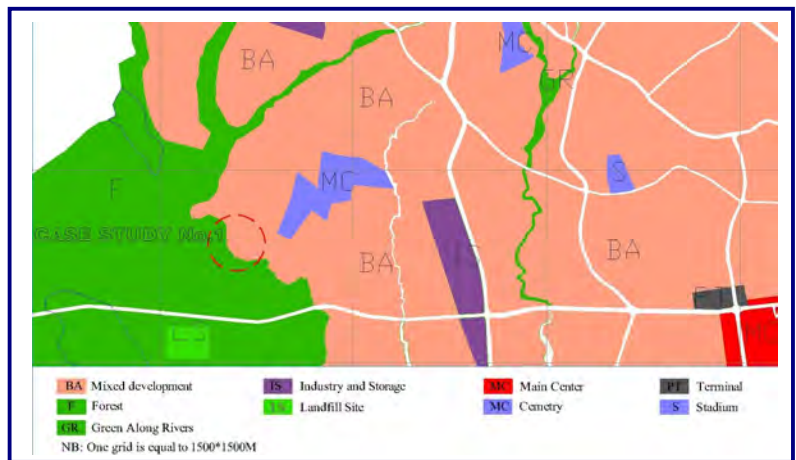 MC
BA
GR
BA
MC
S
F
CASE STUDY No.1
BA
IS
BA
PT
MC
BA Mixed development
IS Industry and Storage
MC Main Center
PT Terminal
F Forest
Landfill Site
MC Cemetry
S Stadium
GR Green Along Rivers
NB: One grid is equal to 1500*1500M